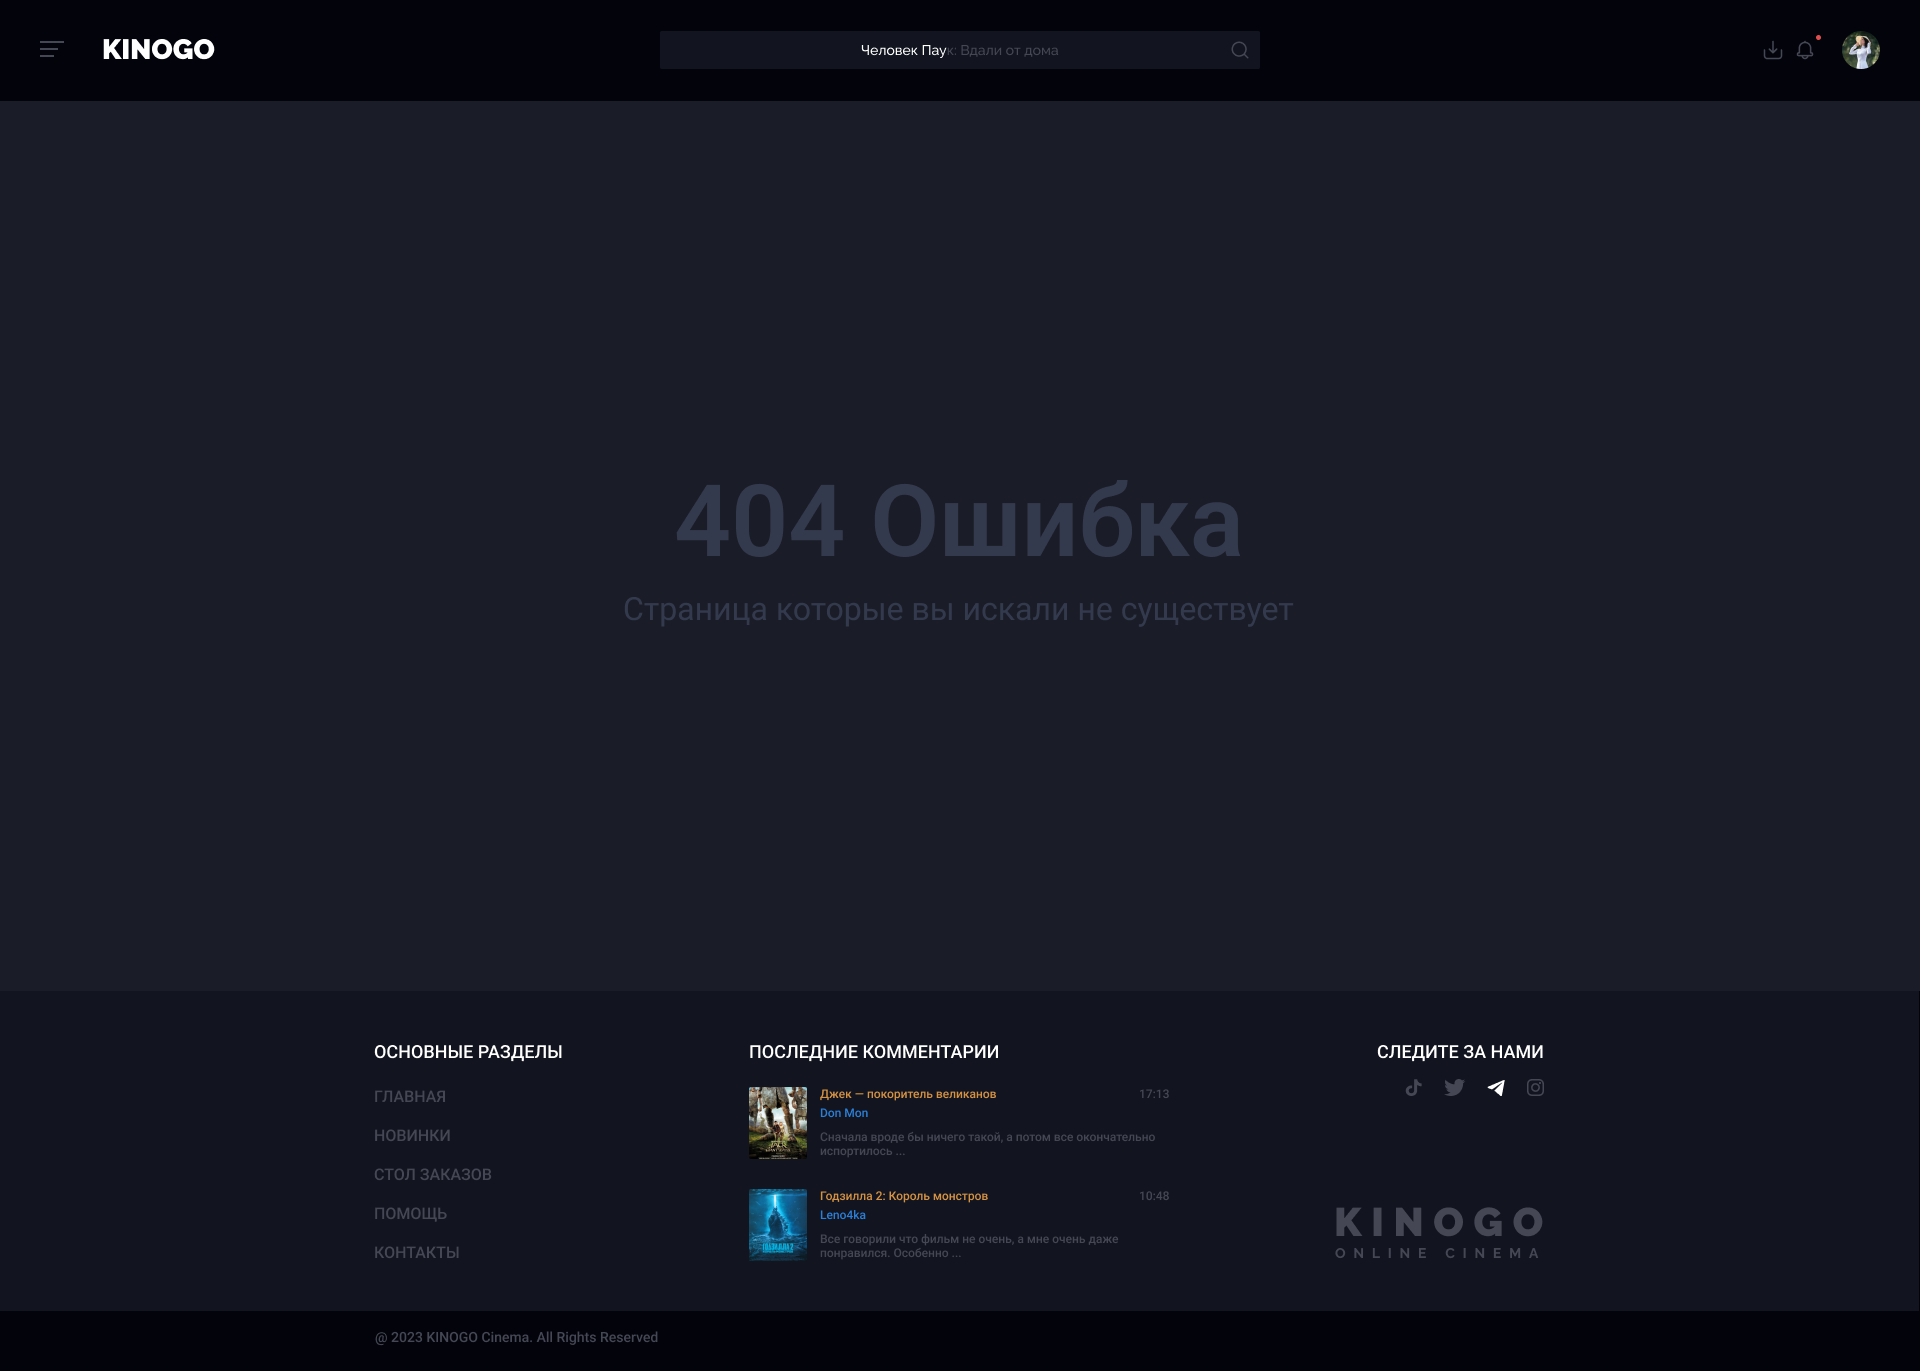 KINOGO
Человек Паук: Вдали от дома
404 Ошибка
Страница которые вы искали не существует
ОСНОВНЫЕ РАЗДЕЛЫ
ГЛАВНАЯ
НОВИНКИ
СТОЛ ЗАКАЗОВ
ПОМОЩЬ
КОНТАКТЫ
ПОСЛЕДНИЕ КОММЕНТАРИИ
Джек — покоритель великанов 17:13
Don Mon
Сначала вроде бы ничего такой, а потом все окончательно
испортилось ...
Годзилла 2: Король монстров 10:48
Leno4ka
Все говорили что фильм не очень, а мне очень даже
понравился. Особенно ...
СЛЕДИТЕ ЗА НАМИ
KINOGO
ONLINE CINEMA
@ 2023 KINOGO Cinema. All Rights Reserved